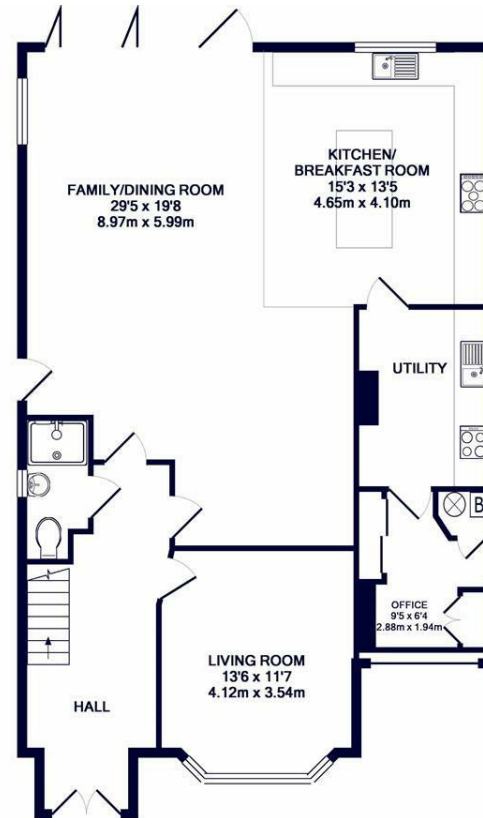 KITCHEN/
BREAKFAST ROOM
15'3 x 13'5
4.65m x 4.10m
FAMILY/DINING ROOM
29'5 x 19'8
8.97m x 5.99m
UTILITY
B
OFFICE
9'5 x 6'4
2.88m x 1.94m
LIVING ROOM
13'6 x 11'7
4.12m x 3.54m
HALL